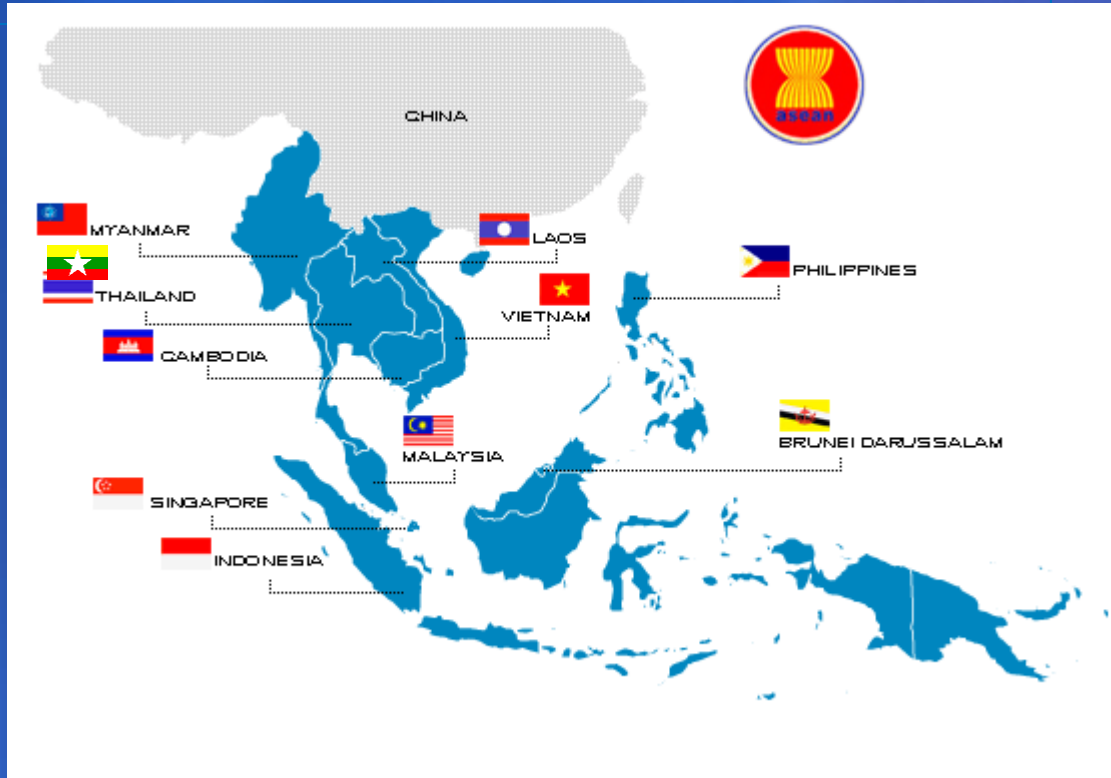 asean
CHINA
MYANMAR
LAOS
PHILIPPINES
THAILAND
VIETNAM
CAMBODIA
BRUNEI DARUSSALAM
MALAYSIA
SINGAPORE
INDONESIA